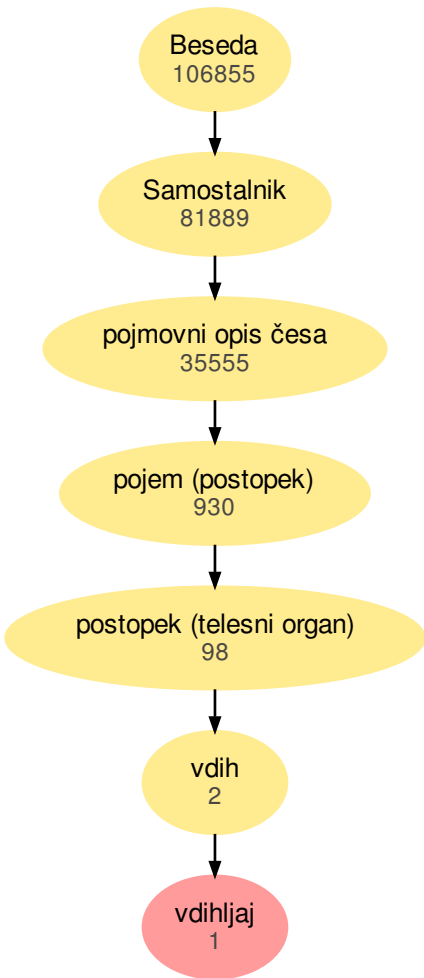 Beseda
106855
Samostalnik
81889
pojmovni opis česa
35555
pojem (postopek)
930
postopek (telesni organ)
98
vdih
2
vdihljaj
1